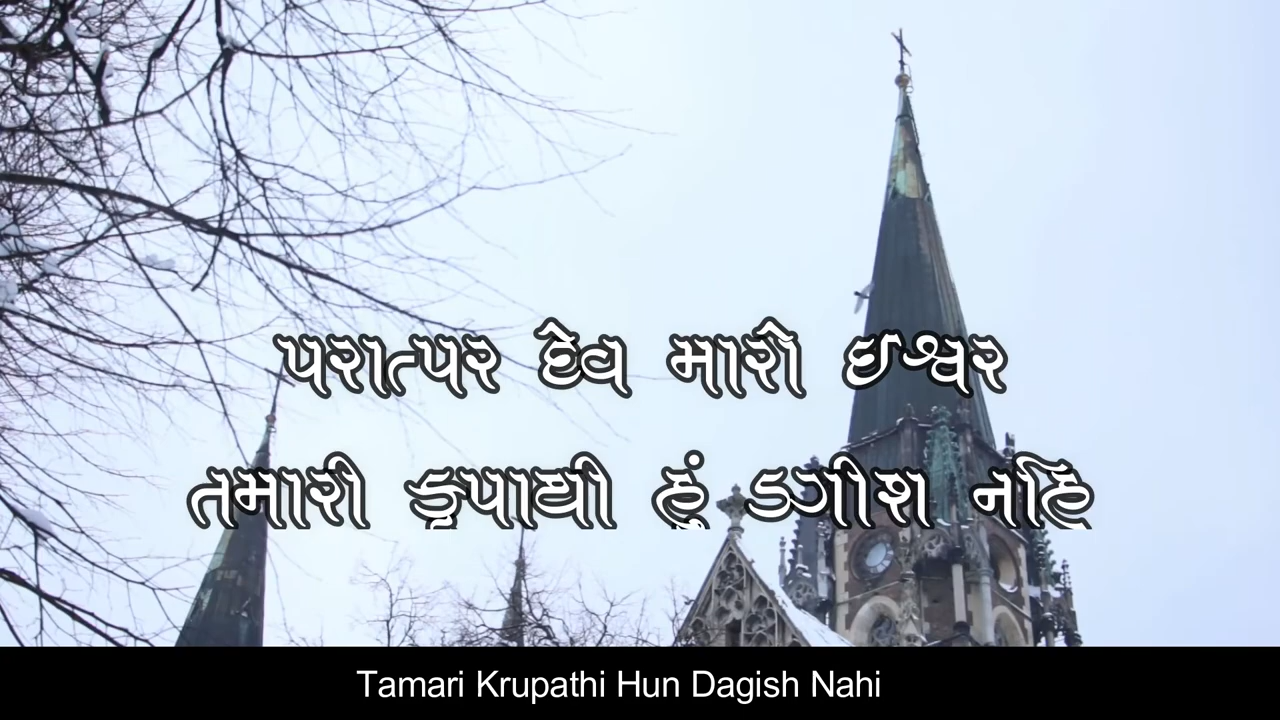 પરાત્પર દેવ મારો ઈશ્વર
તમારી કૃપાથી હું ડગીશ નહિ
Tamari Krupathi Hun Dagish Nahi